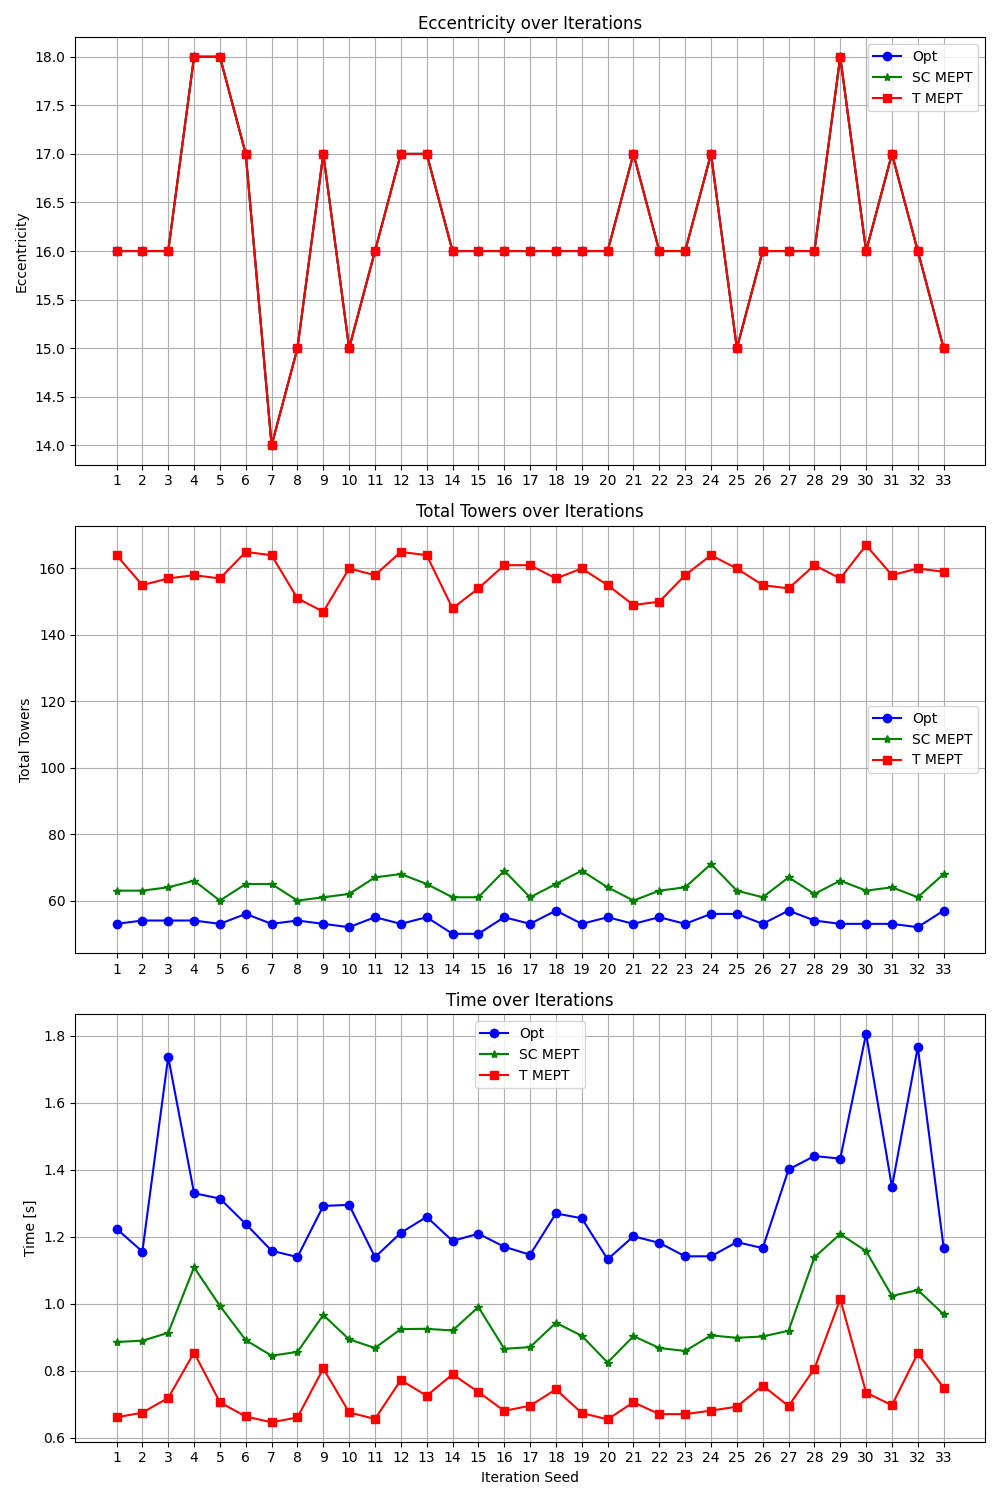 Eccentricity over Iterations
Opt
SC MEPT
T MEPT
Eccentricity
18.0
17.5
17.0
16.5
16.0
15.5
15.0
14.5
14.0
1 2 3 4 5 6 7 8 9 10 11 12 13 14 15 16 17 18 19 20 21 22 23 24 25 26 27 28 29 30 31 32 33
Total Towers over Iterations
Opt
SC MEPT
T MEPT
Total Towers
160
140
120
100
80
60
1 2 3 4 5 6 7 8 9 10 11 12 13 14 15 16 17 18 19 20 21 22 23 24 25 26 27 28 29 30 31 32 33
Time over Iterations
Opt
SC MEPT
T MEPT
Time [s]
1.8
1.6
1.4
1.2
1.0
0.8
0.6
1 2 3 4 5 6 7 8 9 10 11 12 13 14 15 16 17 18 19 20 21 22 23 24 25 26 27 28 29 30 31 32 33
Iteration Seed